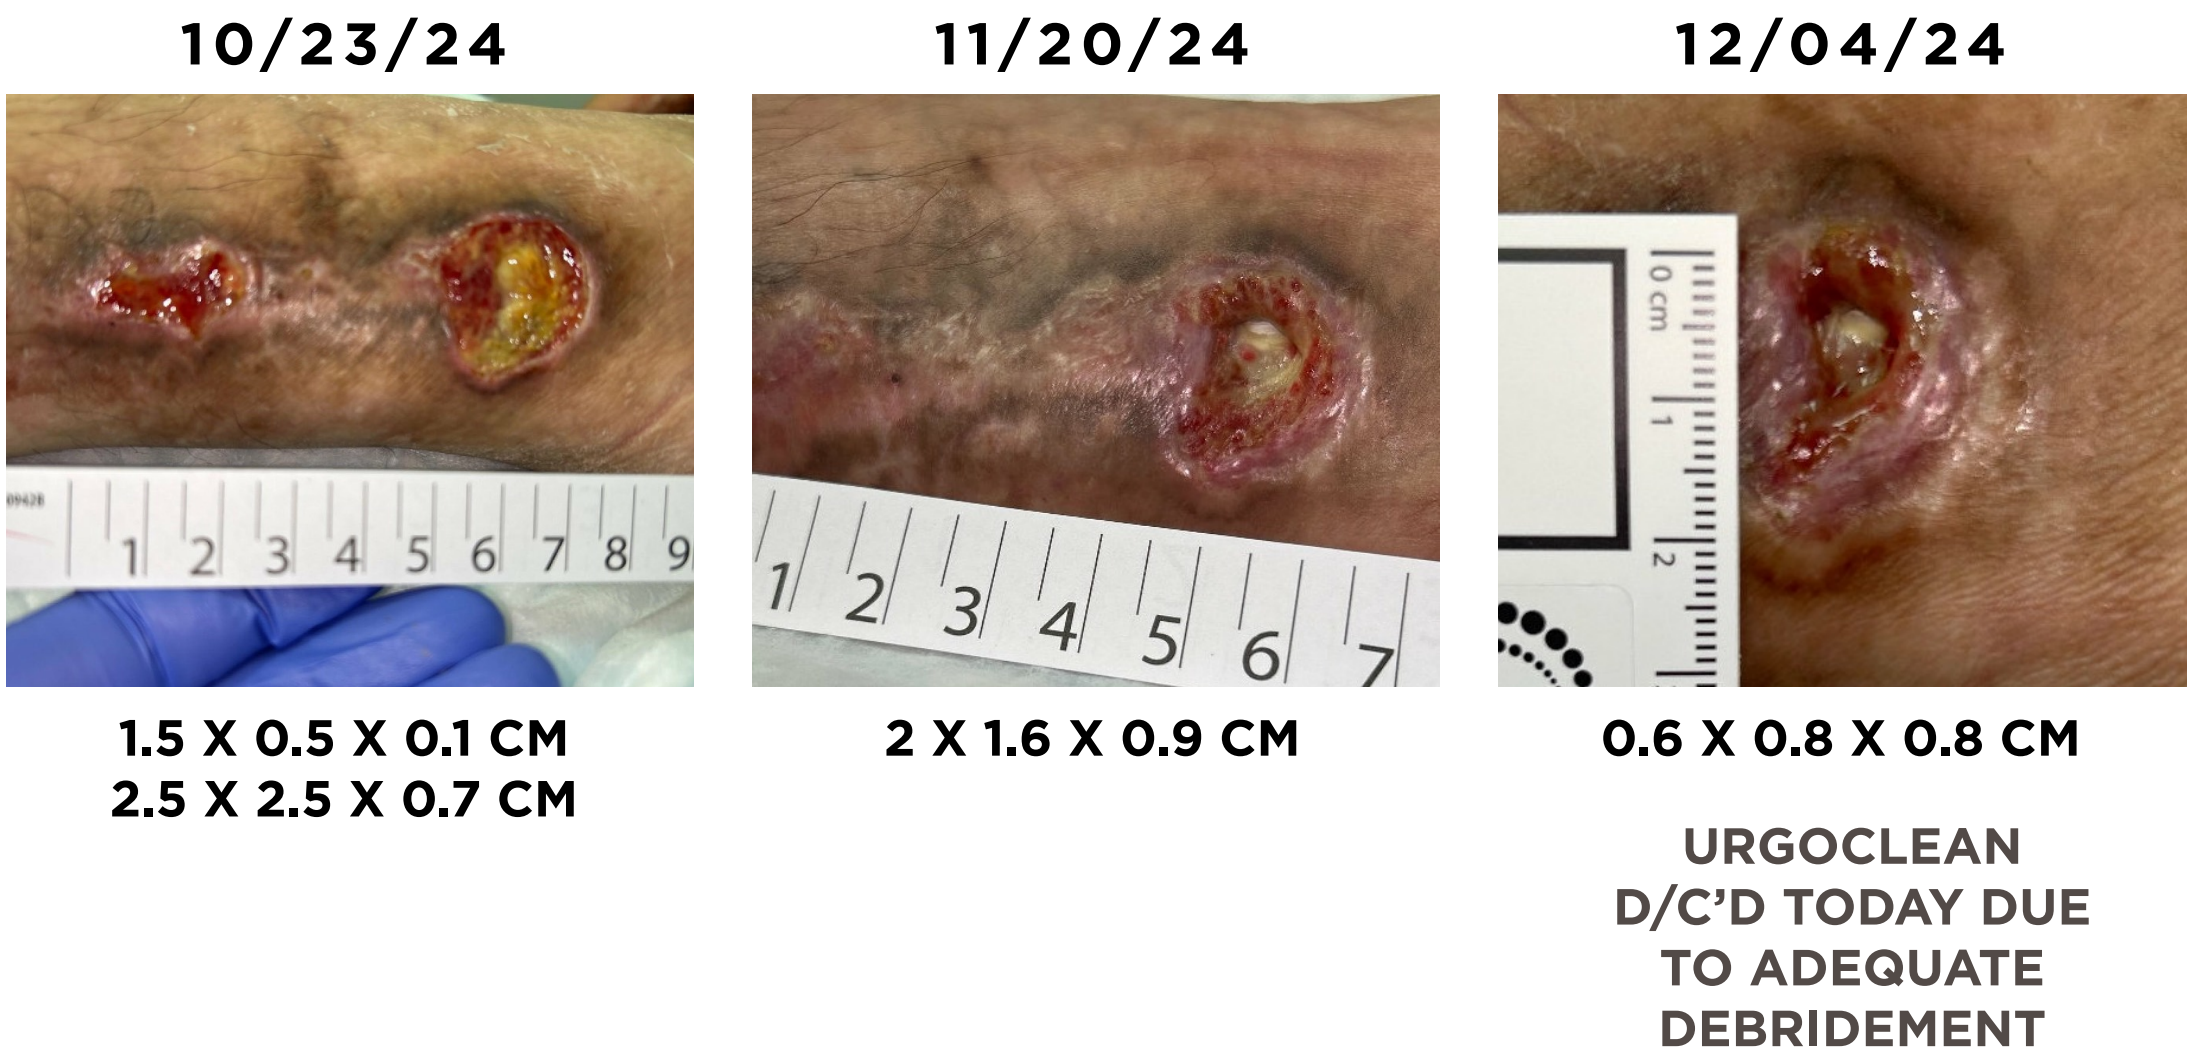 10/23/24
11/20/24
12/04/24
09428
1 2 3 4 5 6 7 8 9
1 2 3 4 5 6 7
0 cm
1
2
1.5 X 0.5 X 0.1 CM
2.5 X 2.5 X 0.7 CM
2 X 1.6 X 0.9 CM
0.6 X 0.8 X 0.8 CM
URGOCLEAN
D/C’D TODAY DUE
TO ADEQUATE
DEBRIDEMENT